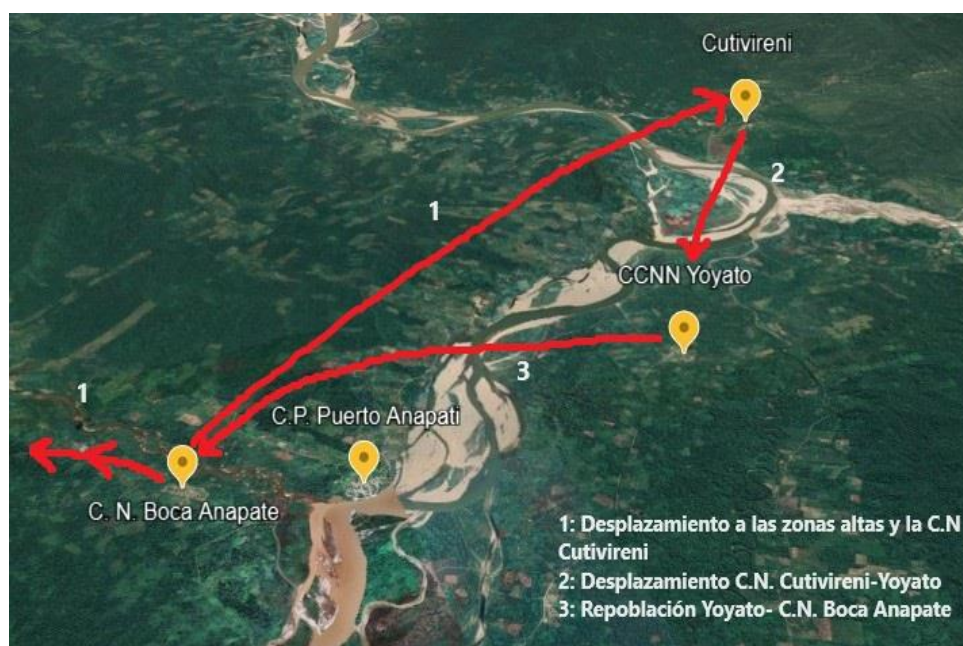 Cutivireni
2
1
CCNN Yoyato
3
1
C.P. Puerto Anapati
C. N. Boca Anapate
1: Desplazamiento a las zonas altas y la C.N
Cutivireni
2: Desplazamiento C.N. Cutivireni-Yoyato
3: Repoblación Yoyato- C.N. Boca Anapate